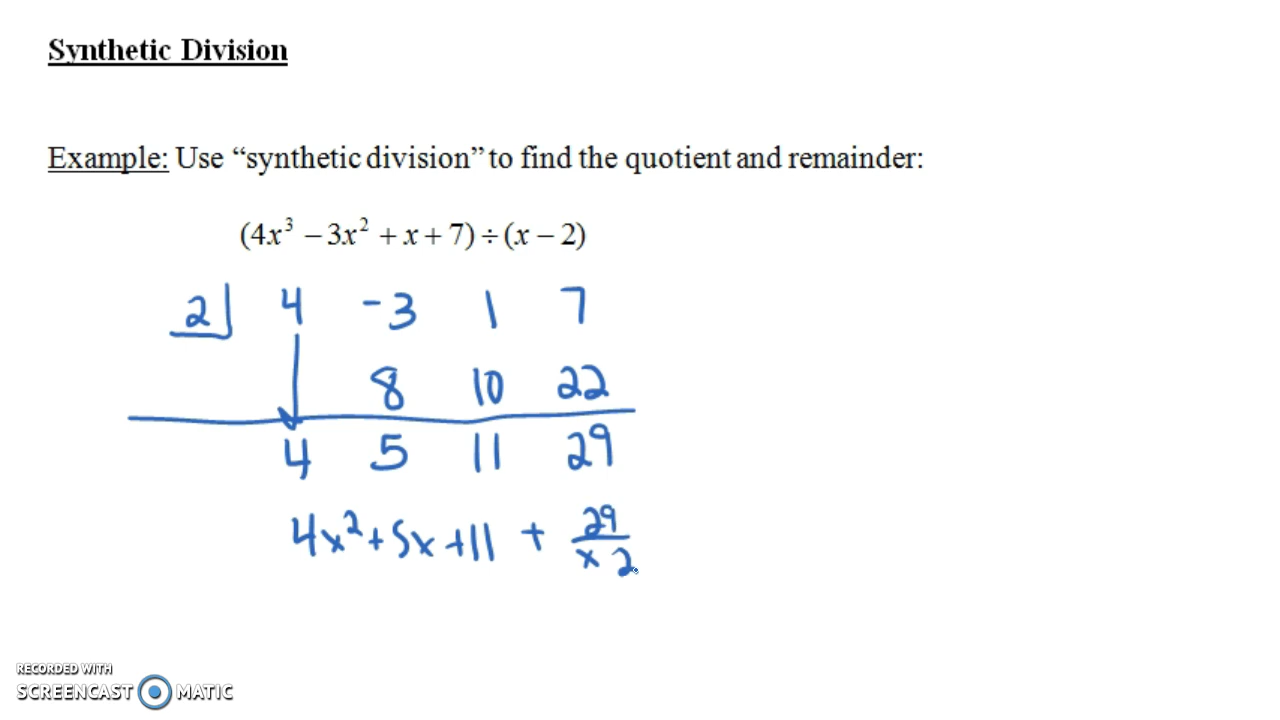 Synthetic Division
Example: Use “synthetic division” to find the quotient and remainder:
(4x³ − 3x² + x + 7) ÷ (x − 2)
2 4 -3 1 7
8 10 22
4 5 11 29
4x² + 5x + 11 + 29/x 2
RECORDED WITH
SCREENCAST MATIC